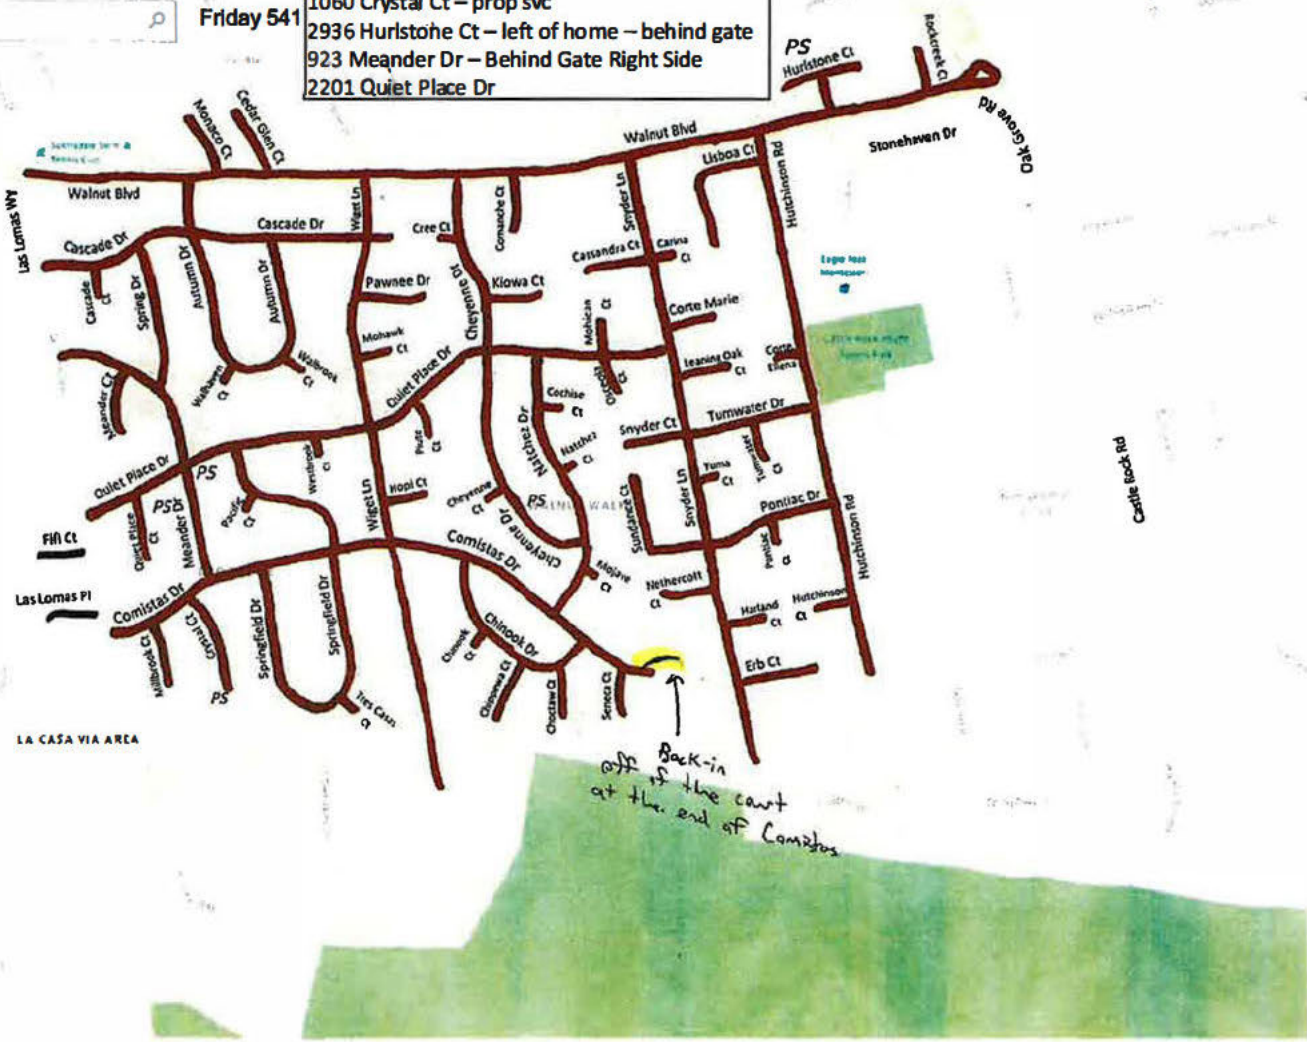 Friday 541
1060 Crystal Ct – prop svc
2936 Hurlstone Ct – left of home – behind gate
923 Meander Dr – Behind Gate Right Side
2201 Quiet Place Dr
PS
Hurlstone Ct
Rockcreek Ct
Oak Grove Rd
Stonehaven Dr
Walnut Blvd
Monaco Ct
Cedar Glen Ct
Lisboa Ct
Hutchinson Rd
Walnut Blvd
Las Lomas Wy
Cascade Dr
Cascade Dr
Wiget Ln
Cree Ct
Comanche Ct
Snyder Ln
Cassandra Ct
Carina Ct
Cascade Ct
Spring Dr
Autumn Dr
Autumn Dr
Pawnee Dr
Cheyenne Dr
Kiowa Ct
Mohican Ct
Corte Marie
Mohawk Ct
Leaning Oak Ct
Corte Ellena
Meander Ct
Walhaven Ct
Walbrook Ct
Quiet Place Dr
Cochise Ct
Natchez Dr
Natchez Ct
Snyder Ct
Tumwater Dr
Tumwater Ct
Piute Ct
Westbrook Ct
Quiet Place Dr
PS
PS
Pacific Ct
Wiget Ln
Hopi Ct
Cheyenne Ct
PS
Cheyenne Dr
Sundance Ct
Snyder Ln
Yuma Ct
Pontiac Dr
Pontiac Ct
Hutchinson Rd
Castle Rock Rd
Fifi Ct
Quiet Place Ct
Meander Dr
Comistas Dr
Mojave Ct
Nethercott Ct
Las Lomas Pl
Comistas Dr
Harland Ct
Hutchinson Ct
Millbrook Ct
Crystal Ct
PS
Springfield Dr
Springfield Dr
Tres Casas Ct
Chinook Ct
Chinook Dr
Chippewa Ct
Choctaw Ct
Seneca Ct
Erb Ct
LA CASA VIA AREA
Back-in
off of the court
at the end of Comistas